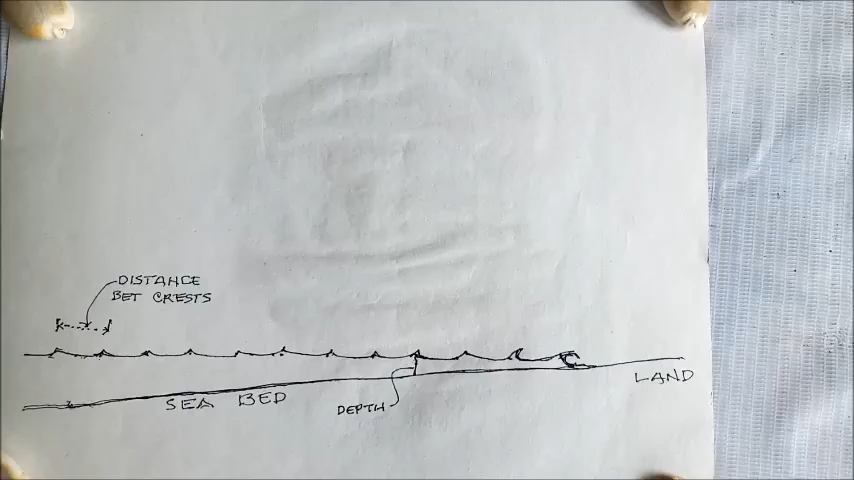 DISTANCE
BET CRESTS
SEA BED
DEPTH
LAND